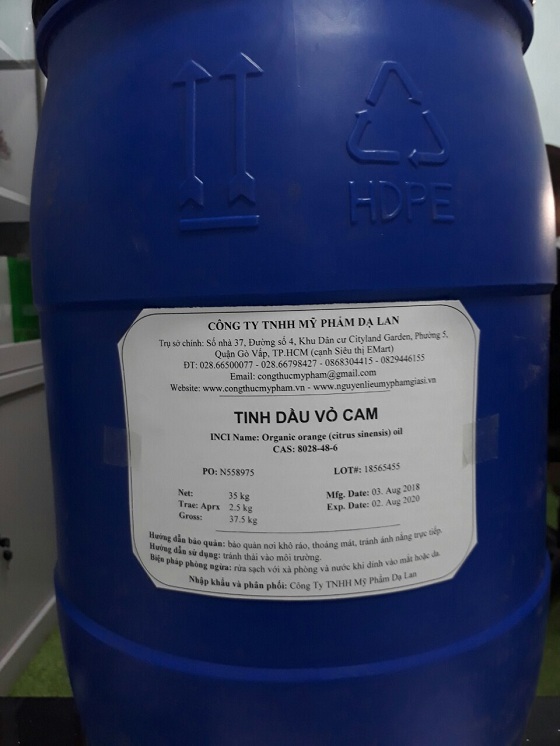 HDPE
CÔNG TY TNHH MỸ PHẨM DẠ LAN
Trụ sở chính: Số nhà 37, Đường số 4, Khu Dân cư Cityland Garden, Phường 5,
Quận Gò Vấp, TP.HCM (cạnh Siêu thị EMart)
ĐT: 028.66500077 - 028.66798427 - 0868304415 - 0829446155
Email: congthucmypham@gmail.com
Website: www.congthucmypham.vn - www.nguyenlieumyphamgiasi.vn
TINH DẦU VỎ CAM
INCI Name: Organic orange (citrus sinensis) oil
CAS: 8028-48-6
PO: N558975 LOT#: 18565455
Net: 35 kg Mfg. Date: 03. Aug 2018
Trae: Aprx 2.5 kg Exp. Date: 02. Aug 2020
Gross: 37.5 kg
Hướng dẫn bảo quản: bảo quản nơi khô ráo, thoáng mát, tránh ánh nắng trực tiếp.
Hướng dẫn sử dụng: tránh thải vào môi trường.
Biện pháp phòng ngừa: rửa sạch với xà phòng và nước khi dính vào mắt hoặc da.
Nhập khẩu và phân phối: Công Ty TNHH Mỹ Phẩm Dạ Lan